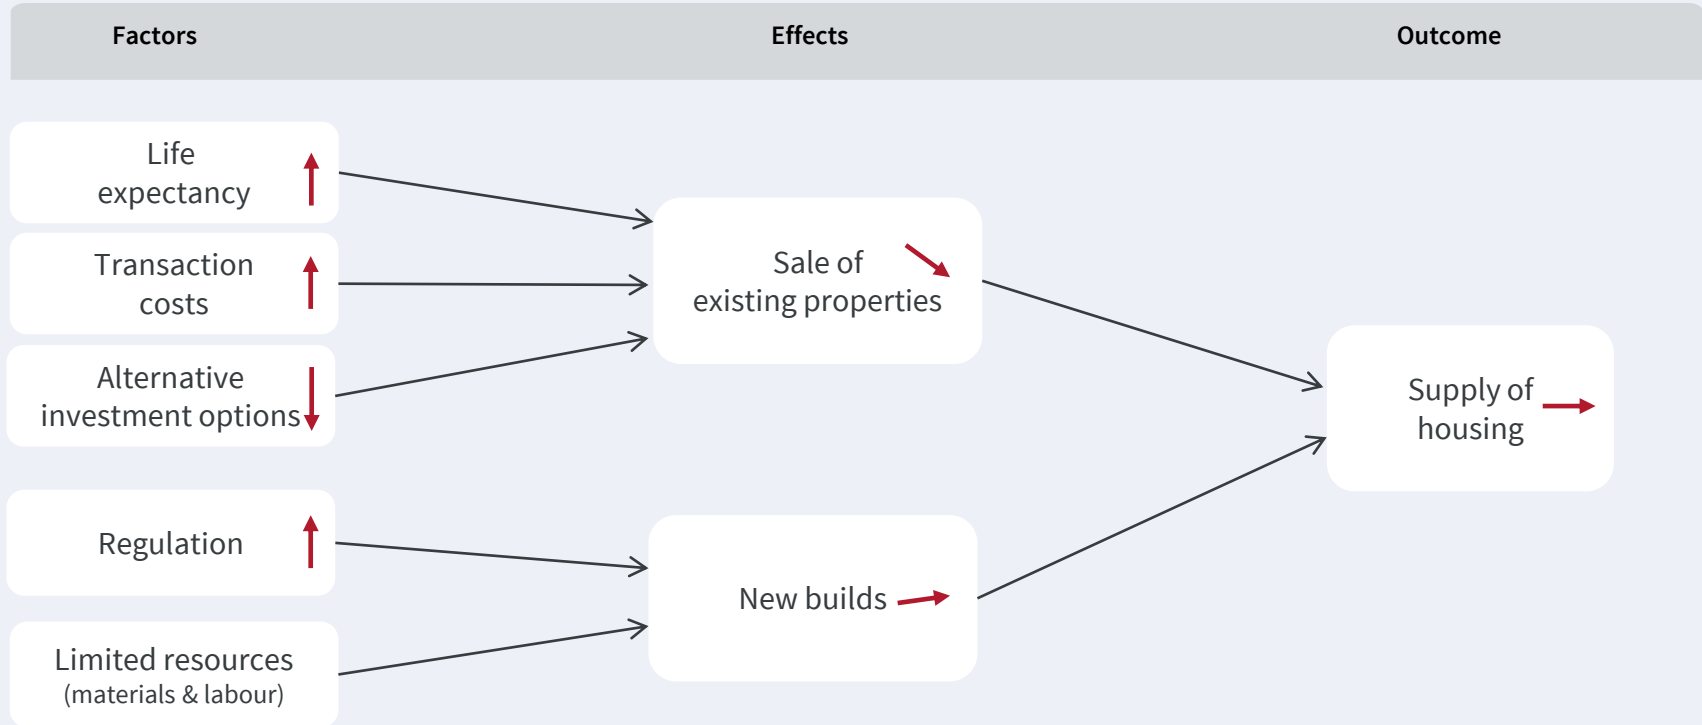 Factors
Effects
Outcome
Life
expectancy
Transaction
costs
Alternative
investment options
Regulation
Limited resources
(materials & labour)
Sale of
existing properties
New builds
Supply of
housing